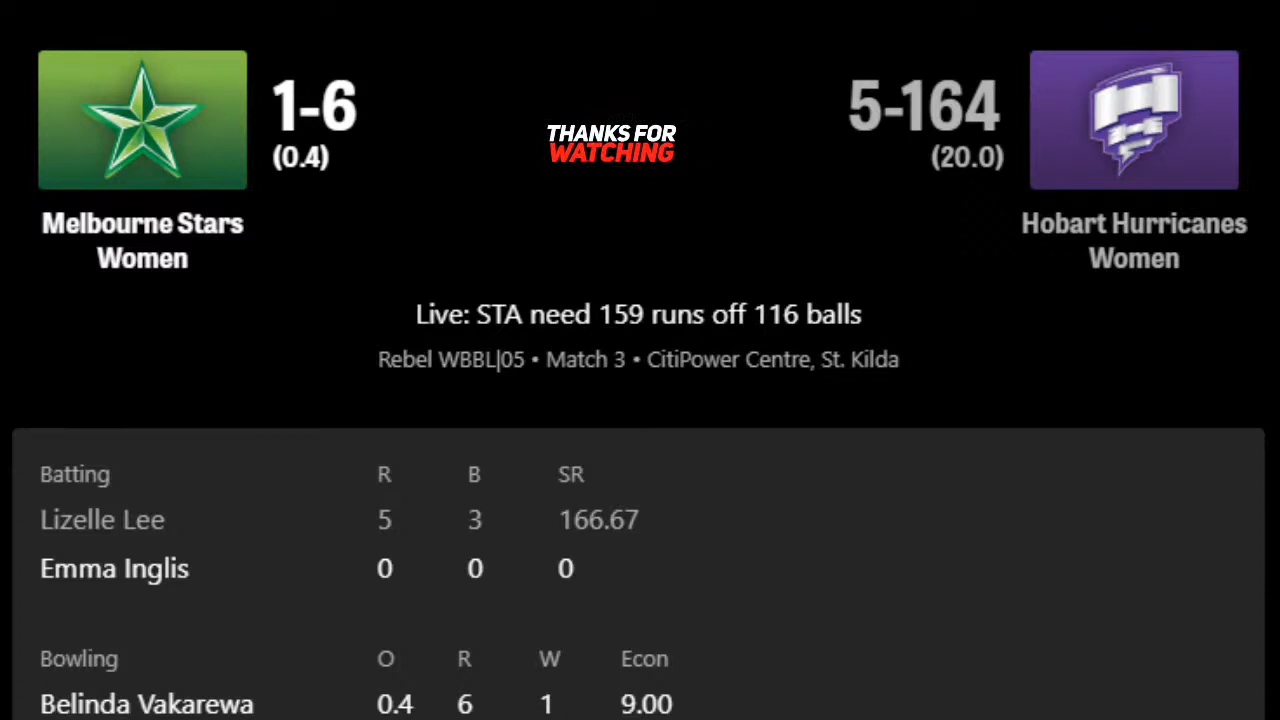 1-6
(0.4)
THANKS FOR
WATCHING
5-164
(20.0)
Melbourne Stars
Women
Hobart Hurricanes
Women
Live: STA need 159 runs off 116 balls
Rebel WBBL|05 • Match 3 • CitiPower Centre, St. Kilda
Batting R B SR
Lizelle Lee 5 3 166.67
Emma Inglis 0 0 0
Bowling O R W Econ
Belinda Vakarewa 0.4 6 1 9.00